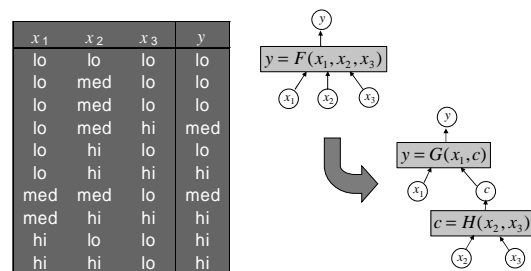 x1 x2 x3 y
lo lo lo lo
lo med lo lo
lo med lo lo
lo med hi med
lo hi lo lo
lo hi hi hi
med med lo med
med hi hi hi
hi lo lo hi
hi hi lo hi
y
y = F(x1, x2, x3)
x1 x2 x3
y
y = G(x1, c)
x1 c
c = H(x2, x3)
x2 x3